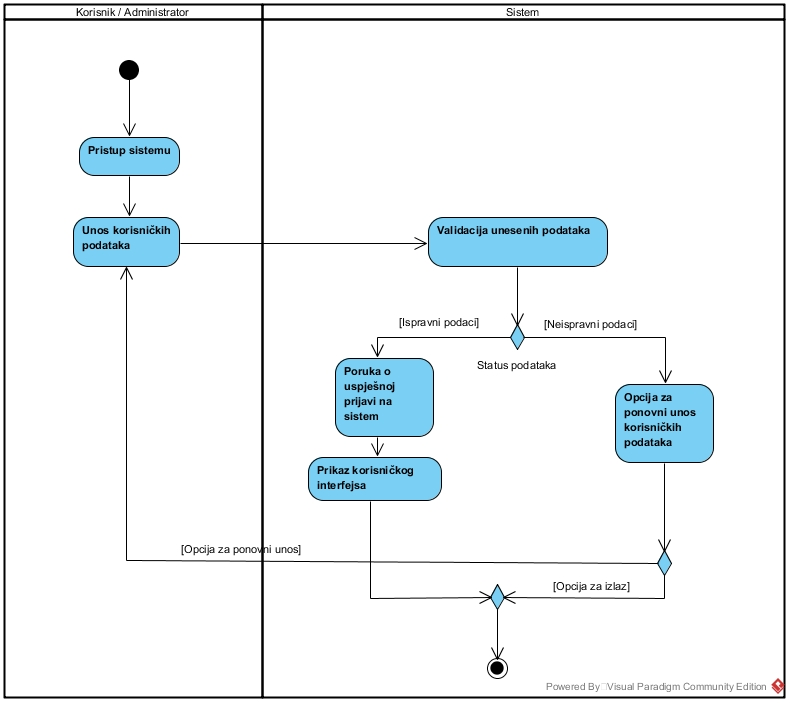 Korisnik / Administrator
Sistem
Pristup sistemu
Unos korisničkih
podataka
Validacija unesenih podataka
[Ispravni podaci]
[Neispravni podaci]
Status podataka
Poruka o
uspješnoj
prijavi na
sistem
Opcija za
ponovni unos
korisničkih
podataka
Prikaz korisničkog
interfejsa
[Opcija za ponovni unos]
[Opcija za izlaz]
Powered By Visual Paradigm Community Edition